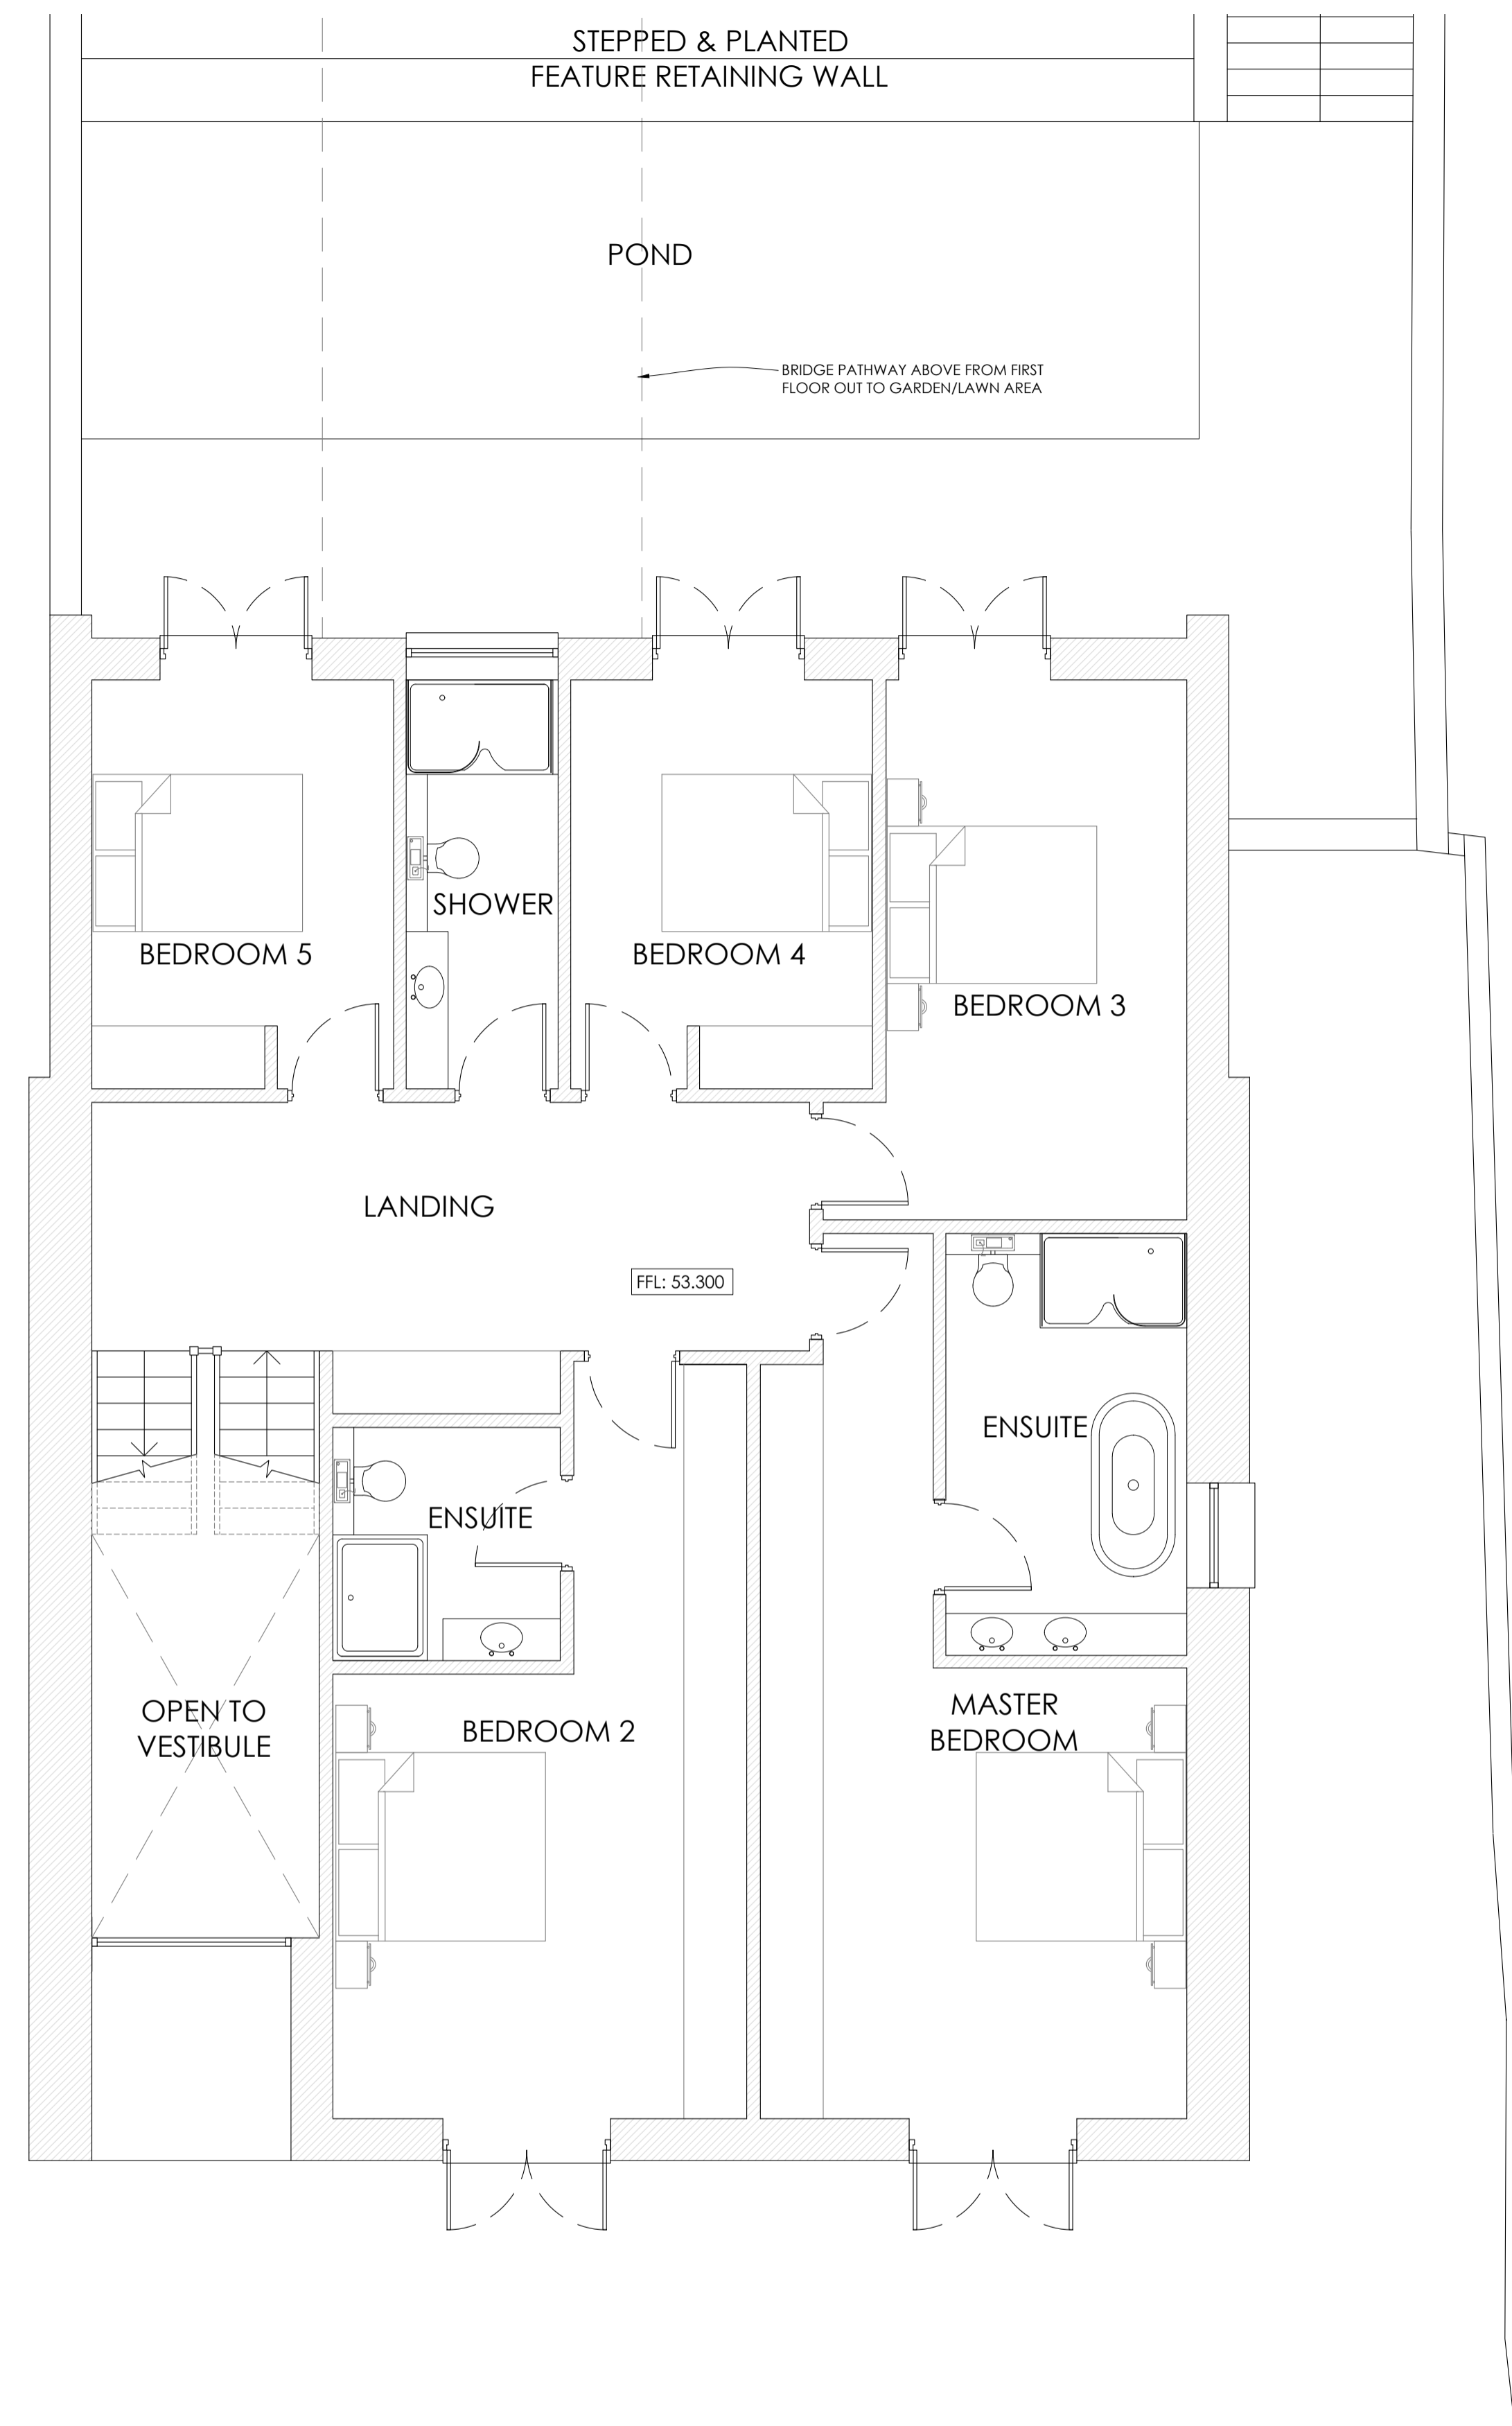 STEPPED & PLANTED
FEATURE RETAINING WALL
POND
BRIDGE PATHWAY ABOVE FROM FIRST
FLOOR OUT TO GARDEN/LAWN AREA
SHOWER
BEDROOM 5
BEDROOM 4
BEDROOM 3
LANDING
FFL: 53.300
ENSUITE
ENSUITE
OPEN TO
VESTIBULE
BEDROOM 2
MASTER
BEDROOM